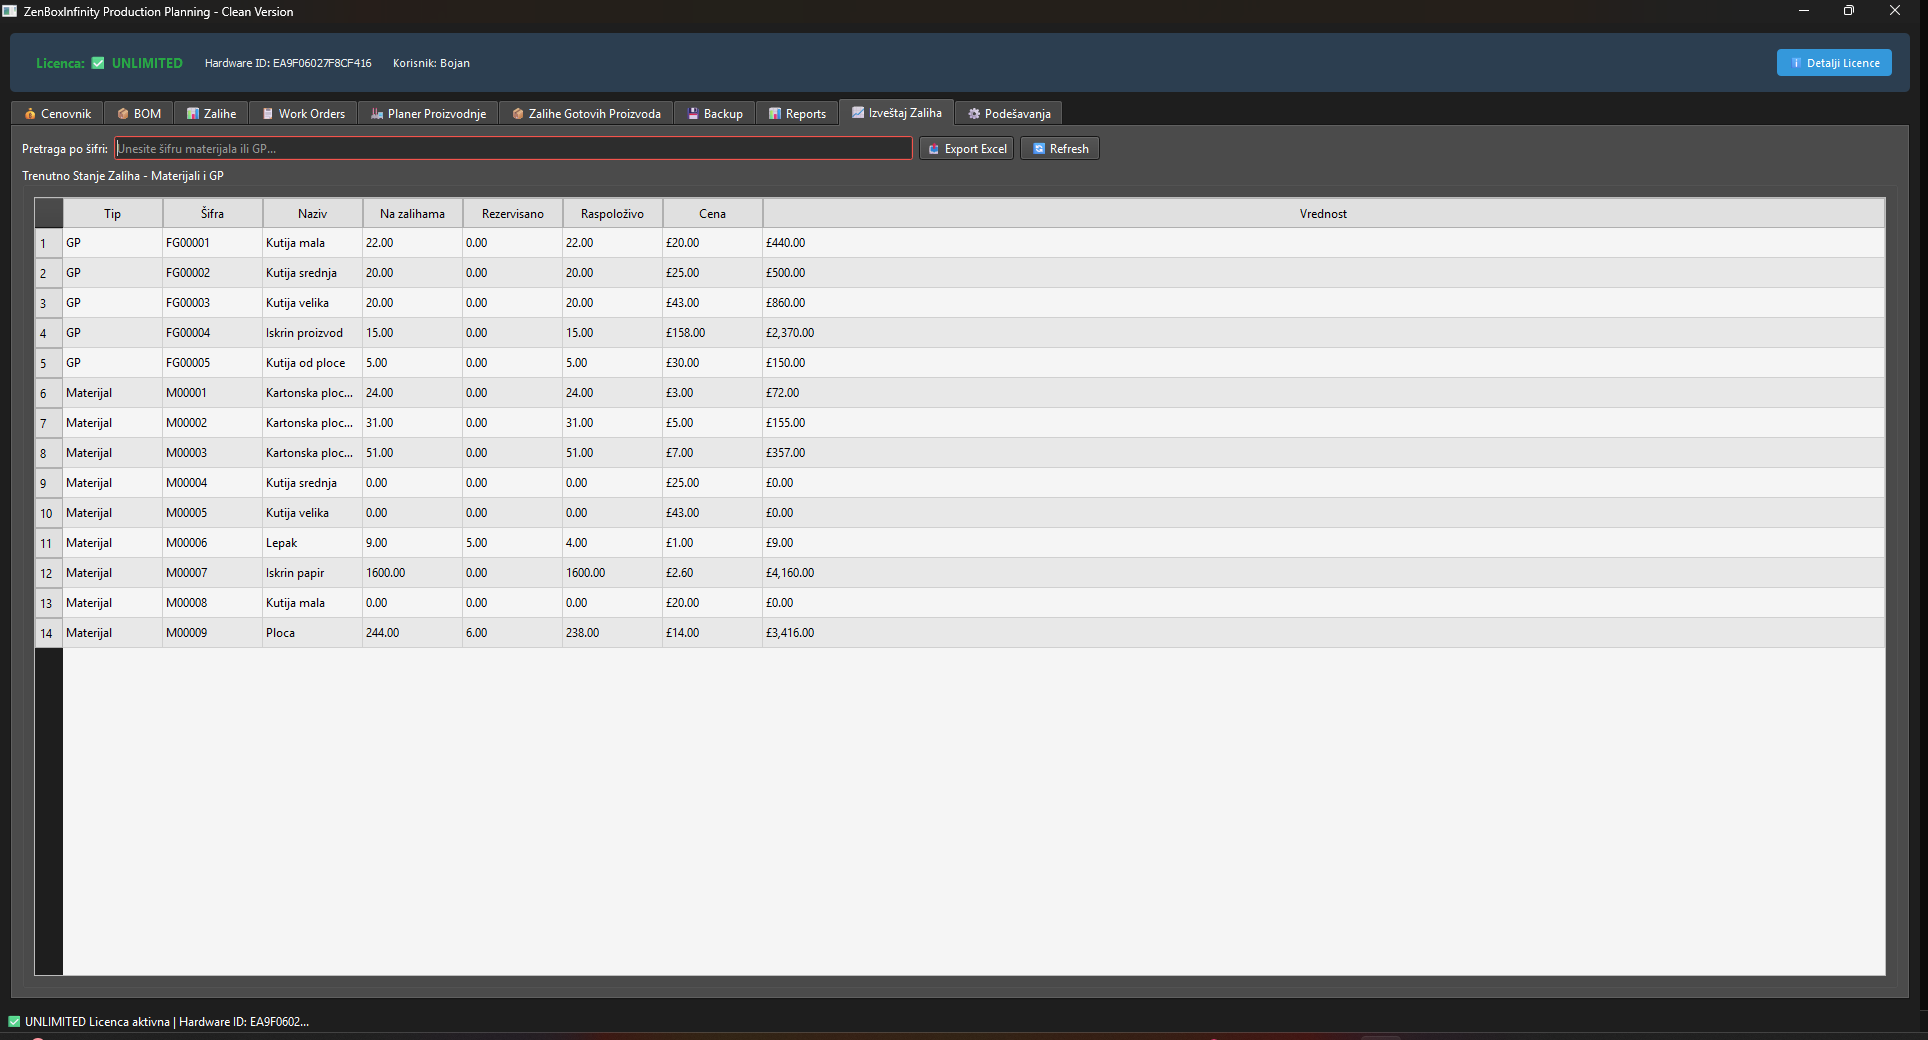 ZenBoxInfinity Production Planning - Clean Version
Licenca: ✅ UNLIMITED Hardware ID: EA9F06027F8CF416 Korisnik: Bojan Detalji Licence
Cenovnik BOM Zalihe Work Orders Planer Proizvodnje Zalihe Gotovih Proizvoda Backup Reports Izveštaj Zaliha Podešavanja
Pretraga po šifri: Unesite šifru materijala ili GP... Export Excel Refresh
Trenutno Stanje Zaliha - Materijali i GP
Tip Šifra Naziv Na zalihama Rezervisano Raspoloživo Cena Vrednost
1 GP FG00001 Kutija mala 22.00 0.00 22.00 £20.00 £440.00
2 GP FG00002 Kutija srednja 20.00 0.00 20.00 £25.00 £500.00
3 GP FG00003 Kutija velika 20.00 0.00 20.00 £43.00 £860.00
4 GP FG00004 Iskrin proizvod 15.00 0.00 15.00 £158.00 £2,370.00
5 GP FG00005 Kutija od ploce 5.00 0.00 5.00 £30.00 £150.00
6 Materijal M00001 Kartonska ploc... 24.00 0.00 24.00 £3.00 £72.00
7 Materijal M00002 Kartonska ploc... 31.00 0.00 31.00 £5.00 £155.00
8 Materijal M00003 Kartonska ploc... 51.00 0.00 51.00 £7.00 £357.00
9 Materijal M00004 Kutija srednja 0.00 0.00 0.00 £25.00 £0.00
10 Materijal M00005 Kutija velika 0.00 0.00 0.00 £43.00 £0.00
11 Materijal M00006 Lepak 9.00 5.00 4.00 £1.00 £9.00
12 Materijal M00007 Iskrin papir 1600.00 0.00 1600.00 £2.60 £4,160.00
13 Materijal M00008 Kutija mala 0.00 0.00 0.00 £20.00 £0.00
14 Materijal M00009 Ploca 244.00 6.00 238.00 £14.00 £3,416.00
✅ UNLIMITED Licenca aktivna | Hardware ID: EA9F0602...